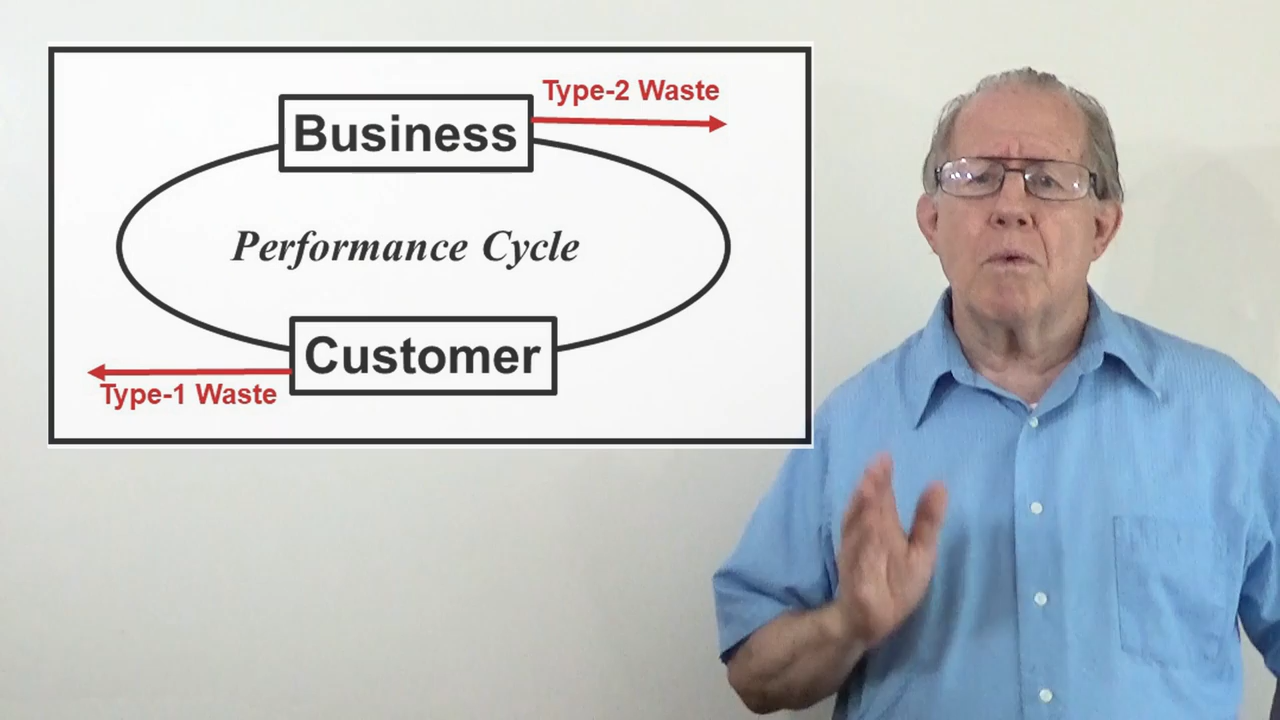 Type-2 Waste
Business
Performance Cycle
Customer
Type-1 Waste